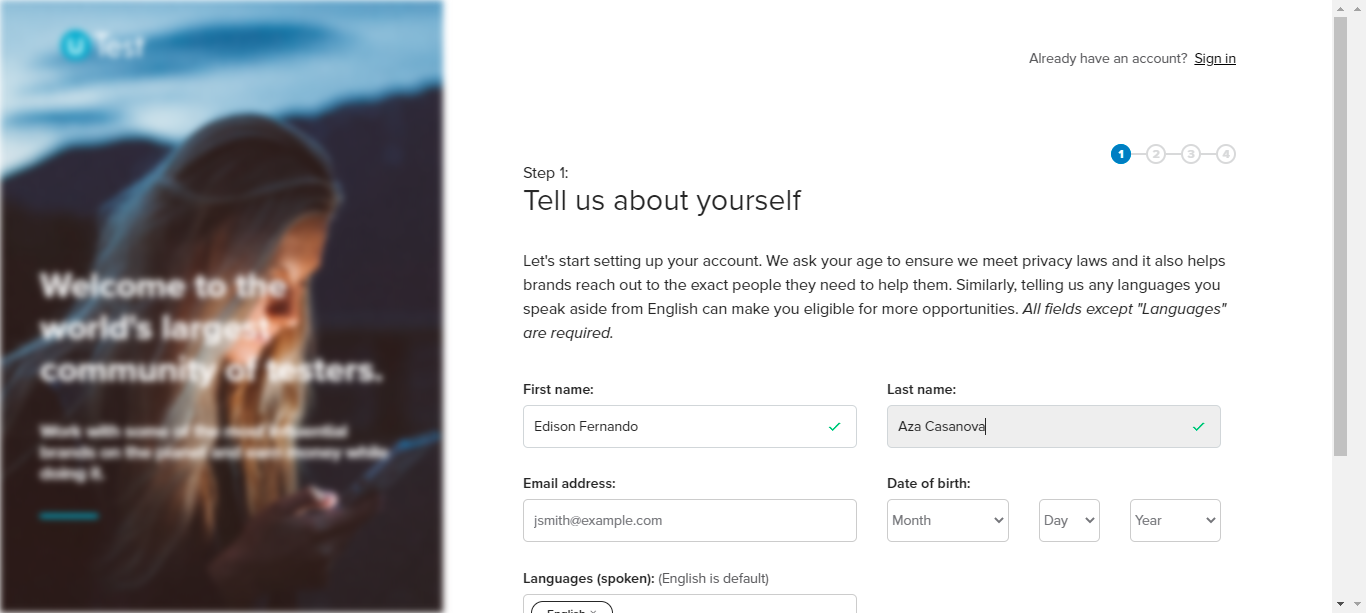 uTest
Already have an account? Sign in
1 2 3 4
Step 1:
Tell us about yourself
Let's start setting up your account. We ask your age to ensure we meet privacy laws and it also helps
brands reach out to the exact people they need to help them. Similarly, telling us any languages you
speak aside from English can make you eligible for more opportunities. All fields except "Languages"
are required.
Welcome to the
world's largest
community of testers.
Work with some of the most influential
brands on the planet and earn money while
doing it.
First name:
Last name:
Edison Fernando
Aza Casanova
Email address:
Date of birth:
jsmith@example.com
Month
Day
Year
Languages (spoken): (English is default)
English ×